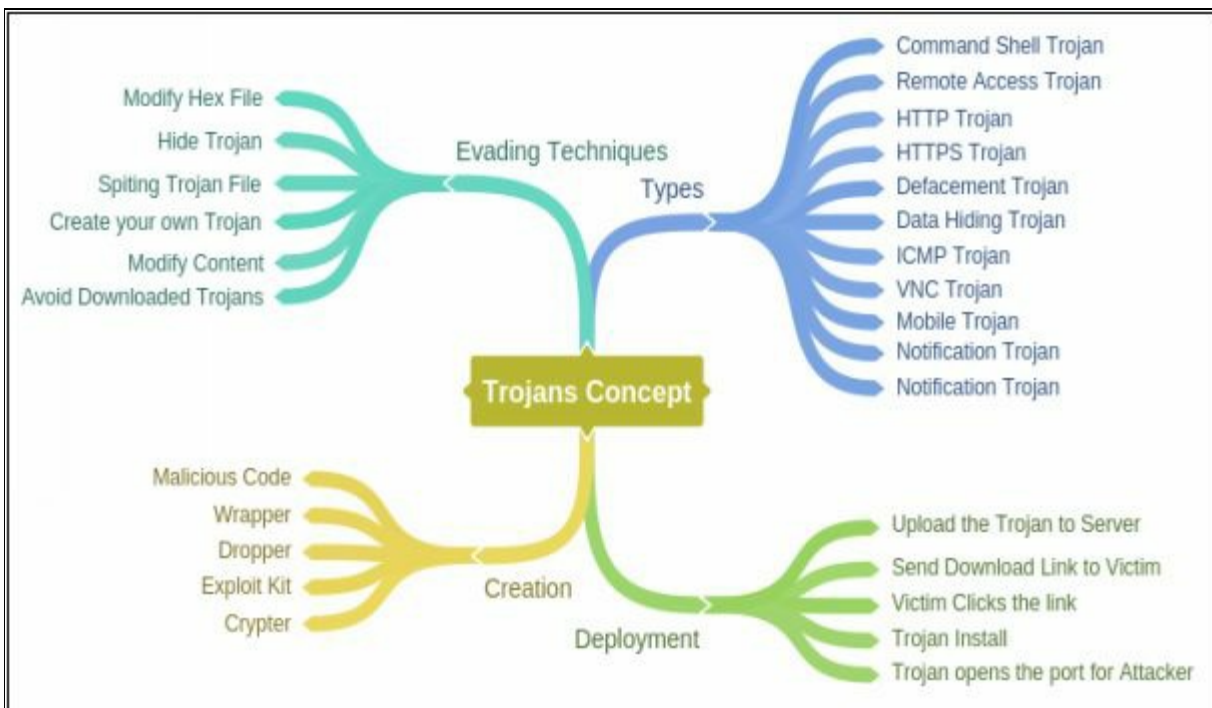 Evading Techniques
Modify Hex File
Hide Trojan
Spiting Trojan File
Create your own Trojan
Modify Content
Avoid Downloaded Trojans
Types
Command Shell Trojan
Remote Access Trojan
HTTP Trojan
HTTPS Trojan
Defacement Trojan
Data Hiding Trojan
ICMP Trojan
VNC Trojan
Mobile Trojan
Notification Trojan
Notification Trojan
Trojans Concept
Creation
Malicious Code
Wrapper
Dropper
Exploit Kit
Crypter
Deployment
Upload the Trojan to Server
Send Download Link to Victim
Victim Clicks the link
Trojan Install
Trojan opens the port for Attacker